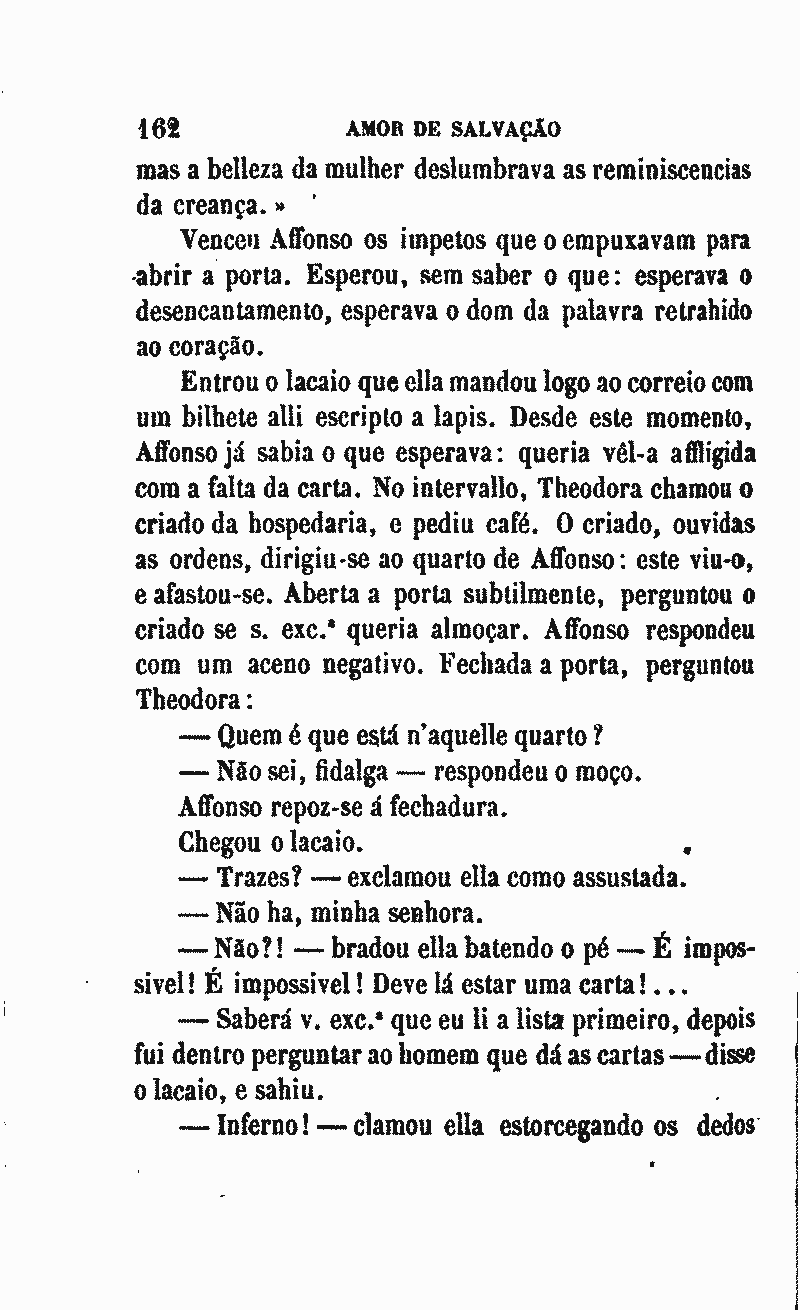 162 AMOR DE SALVAÇÃO
mas a belleza da mulher deslumbrava as reminiscencias
da creança. »
Venceu Affonso os impetos que o empuxavam para
abrir a porta. Esperou, sem saber o que: esperava o
desencantamento, esperava o dom da palavra retrahido
ao coração.
Entrou o lacaio que ella mandou logo ao correio com
um bilhete alli escripto a lapis. Desde este momento,
Affonso já sabia o que esperava: queria vêl-a affligida
com a falta da carta. No intervallo, Theodora chamou o
criado da hospedaria, e pediu café. O criado, ouvidas
as ordens, dirigiu-se ao quarto de Affonso: este viu-o,
e afastou-se. Aberta a porta subtilmente, perguntou o
criado se s. exc.ª queria almoçar. Affonso respondeu
com um aceno negativo. Fechada a porta, perguntou
Theodora:
— Quem é que está n'aquelle quarto?
— Não sei, fidalga — respondeu o moço.
Affonso repoz-se á fechadura.
Chegou o lacaio.
— Trazes? — exclamou ella como assustada.
— Não ha, minha senhora.
— Não?! — bradou ella batendo o pé — É impos-
sivel! É impossivel! Deve lá estar uma carta!...
— Saberá v. exc.ª que eu li a lista primeiro, depois
fui dentro perguntar ao homem que dá as cartas — disse
o lacaio, e sahiu.
— Inferno! — clamou ella estorcegando os dedos